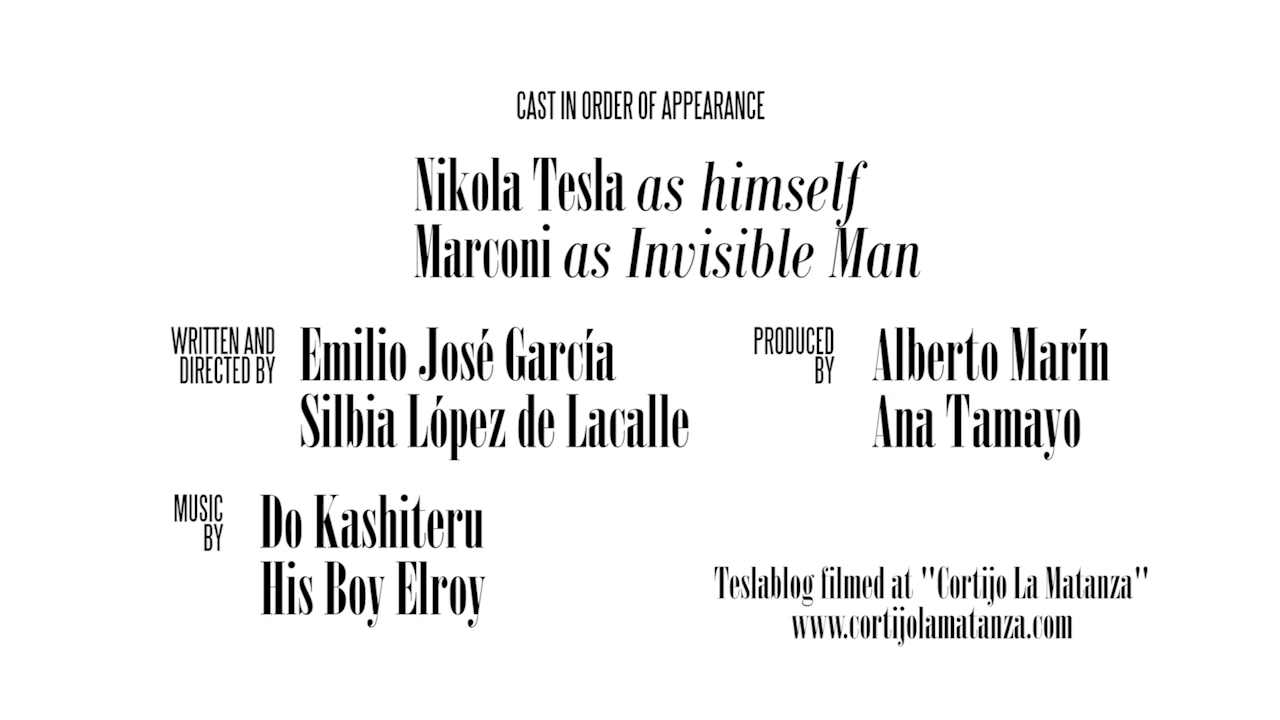 CAST IN ORDER OF APPEARANCE
Nikola Tesla as himself
Marconi as Invisible Man
WRITTEN AND
DIRECTED BY
Emilio José García
Silbia López de Lacalle
PRODUCED
BY
Alberto Marín
Ana Tamayo
MUSIC
BY
Do Kashiteru
His Boy Elroy
Teslablog filmed at "Cortijo La Matanza"
www.cortijolamatanza.com